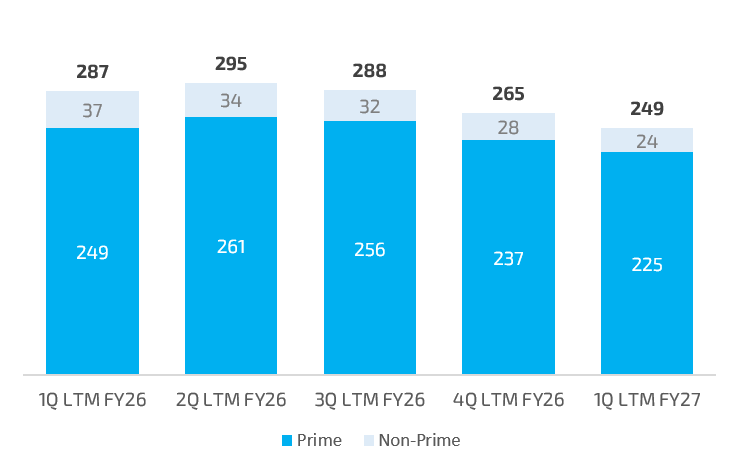 287 295 288 265 249
37 34 32 28 24
249 261 256 237 225
1Q LTM FY26 2Q LTM FY26 3Q LTM FY26 4Q LTM FY26 1Q LTM FY27
Prime Non-Prime